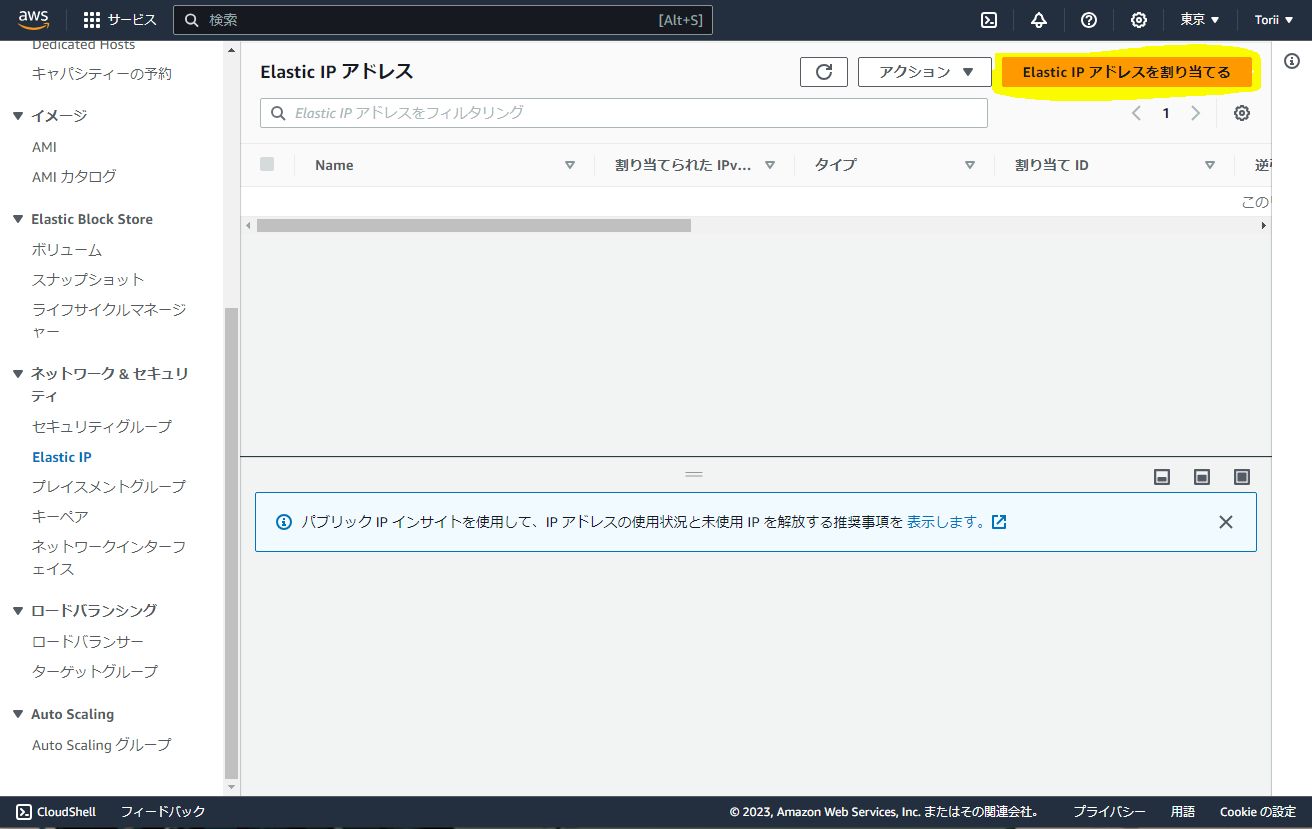 aws サービス 検索 [Alt+S] 東京 Torii
Dedicated Hosts
キャパシティーの予約
イメージ
AMI
AMI カタログ
Elastic Block Store
ボリューム
スナップショット
ライフサイクルマネージ
ャー
ネットワーク & セキュリ
ティ
セキュリティグループ
Elastic IP
プレイスメントグループ
キーペア
ネットワークインターフ
ェイス
ロードバランシング
ロードバランサー
ターゲットグループ
Auto Scaling
Auto Scaling グループ
Elastic IP アドレス
アクション
Elastic IP アドレスを割り当てる
Elastic IP アドレスをフィルタリング
1
Name 割り当てられた IPv... タイプ 割り当て ID 逆
この
パブリック IP インサイトを使用して、IP アドレスの使用状況と未使用 IP を解放する推奨事項を 表示します。
CloudShell フィードバック © 2023, Amazon Web Services, Inc. またはその関連会社。 プライバシー 用語 Cookie の設定